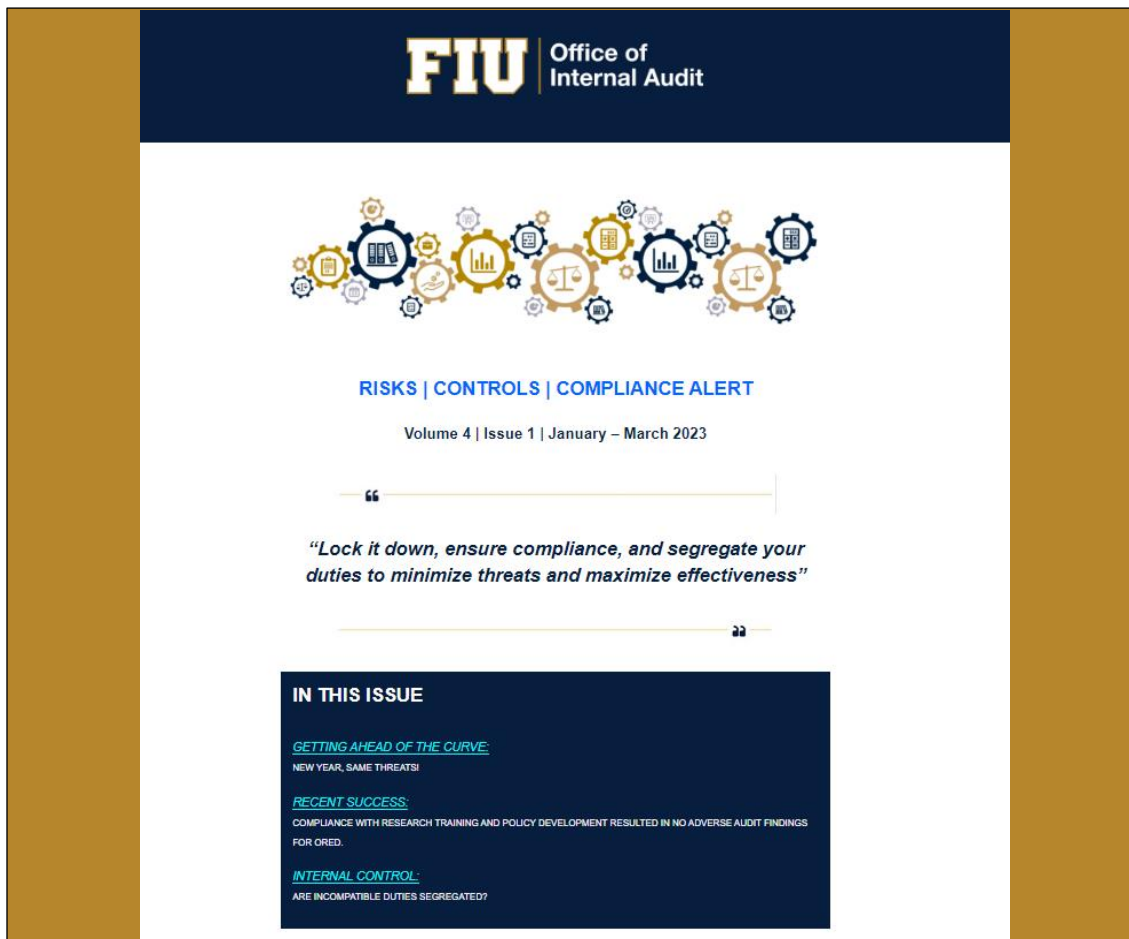 FIU
Office of
Internal Audit
RISKS | CONTROLS | COMPLIANCE ALERT
Volume 4 | Issue 1 | January – March 2023
“
“Lock it down, ensure compliance, and segregate your
duties to minimize threats and maximize effectiveness”
”
IN THIS ISSUE
GETTING AHEAD OF THE CURVE:
NEW YEAR, SAME THREATS!
RECENT SUCCESS:
COMPLIANCE WITH RESEARCH TRAINING AND POLICY DEVELOPMENT RESULTED IN NO ADVERSE AUDIT FINDINGS
FOR ORED.
INTERNAL CONTROL:
ARE INCOMPATIBLE DUTIES SEGREGATED?